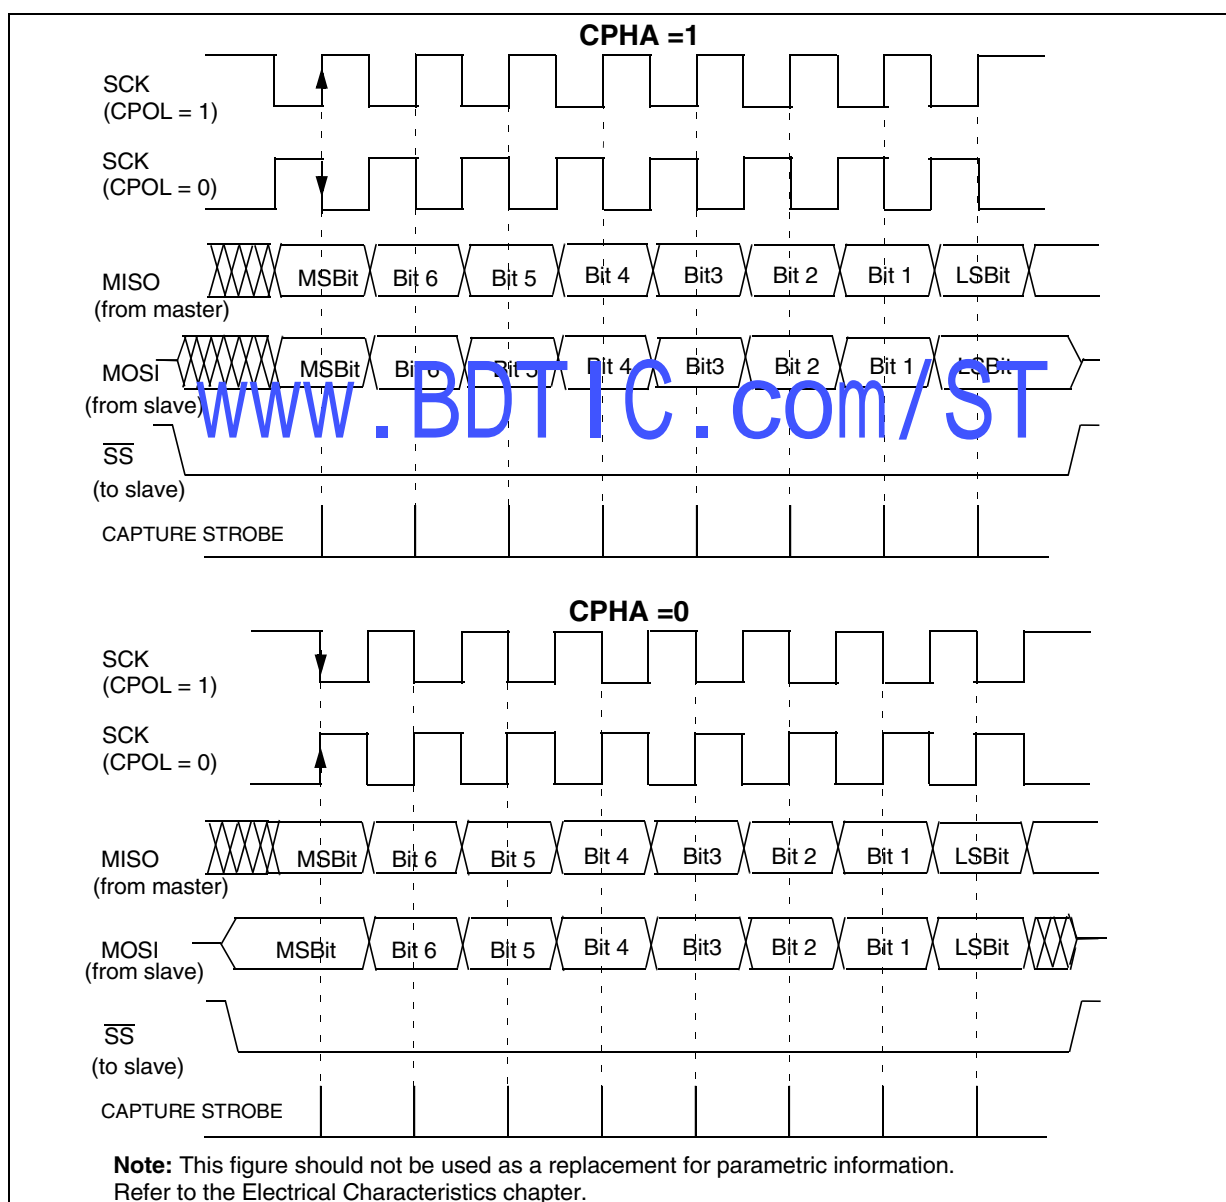 CPHA =1
SCK
(CPOL = 1)
SCK
(CPOL = 0)
MISO
(from master)
MSBit Bit 6 Bit 5 Bit 4 Bit3 Bit 2 Bit 1 LSBit
MOSI
(from slave)
MSBit Bit 6 Bit 5 Bit 4 Bit3 Bit 2 Bit 1 LSBit
www.BDTIC.com/ST
SS
(to slave)
CAPTURE STROBE
CPHA =0
SCK
(CPOL = 1)
SCK
(CPOL = 0)
MISO
(from master)
MSBit Bit 6 Bit 5 Bit 4 Bit3 Bit 2 Bit 1 LSBit
MOSI
(from slave)
MSBit Bit 6 Bit 5 Bit 4 Bit3 Bit 2 Bit 1 LSBit
SS
(to slave)
CAPTURE STROBE
Note: This figure should not be used as a replacement for parametric information.
Refer to the Electrical Characteristics chapter.